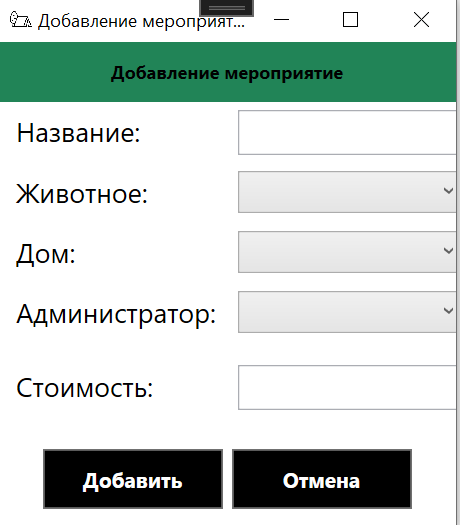 Добавление мероприят...
Добавление мероприятие
Название:
Животное:
Дом:
Администратор:
Стоимость:
Добавить Отмена